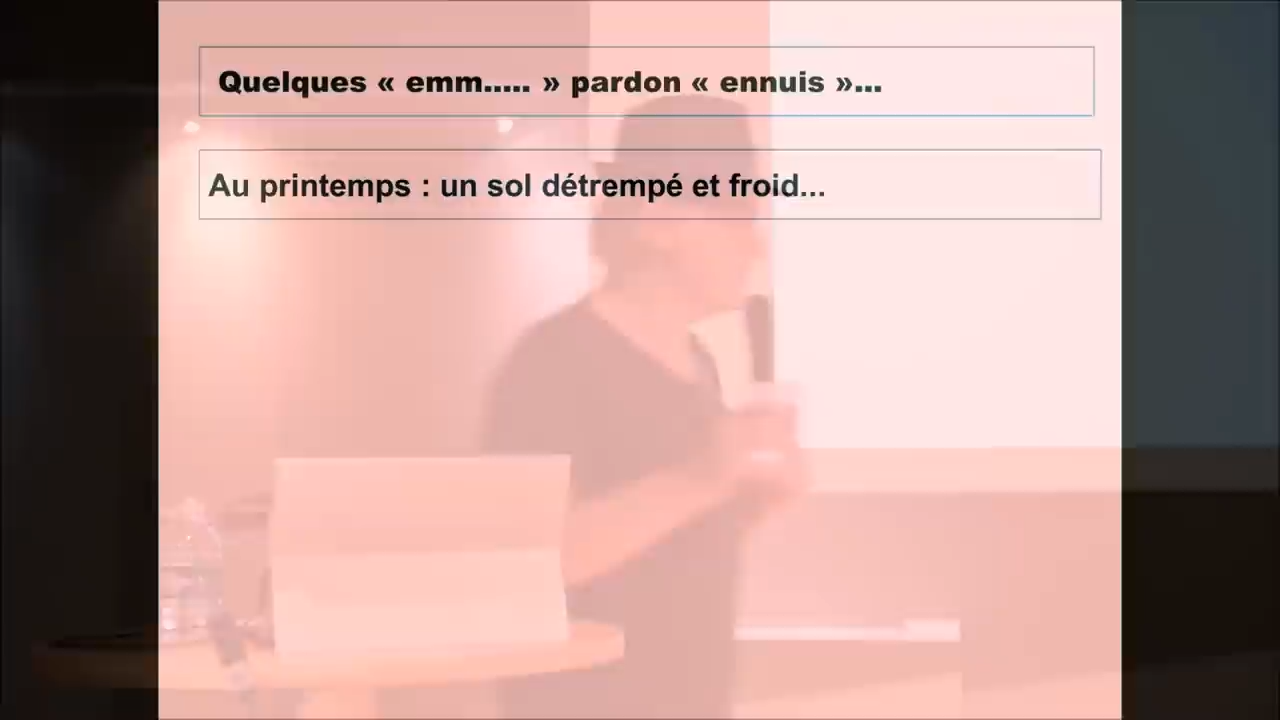 Quelques « emm..... » pardon « ennuis »...
Au printemps : un sol détrempé et froid...